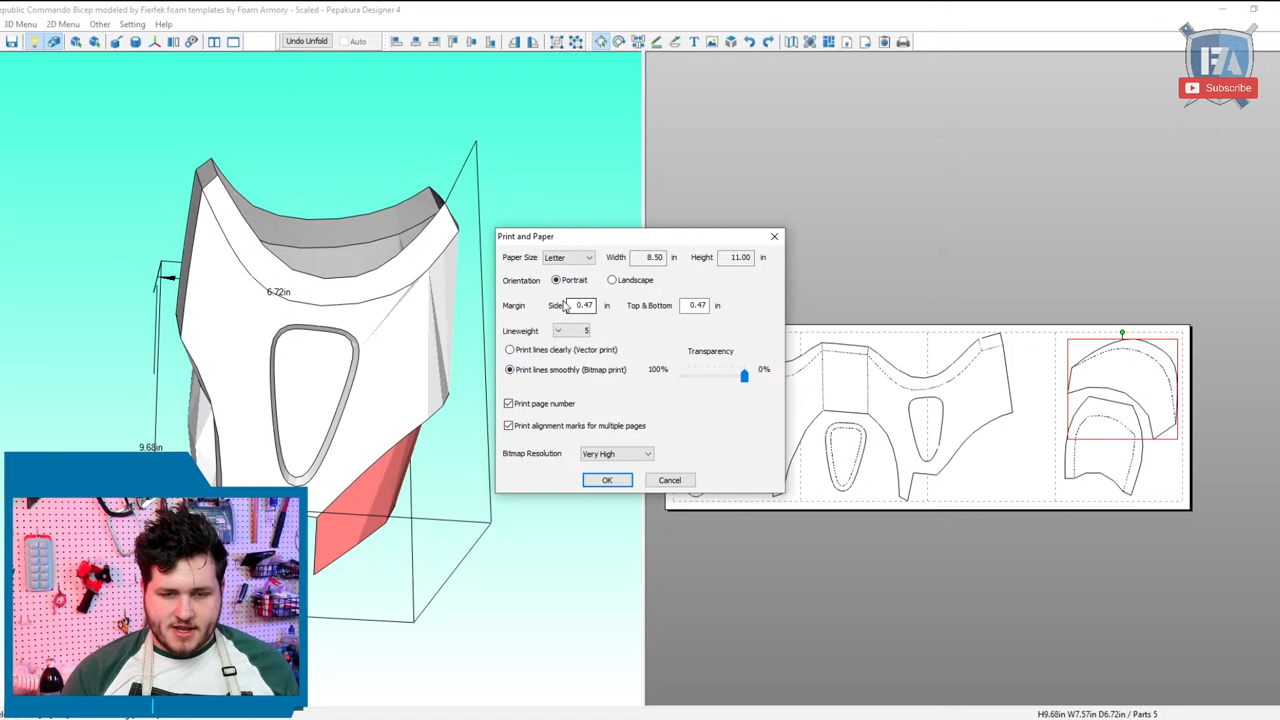 epublic Commando Bicep modeled by Fierfek foam templates by Foam Armory - Scaled - Pepakura Designer 4
3D Menu 2D Menu Other Setting Help
Undo Unfold Auto
FA
Subscribe
6.72in
9.68in
Print and Paper
Paper Size Letter Width 8.50 in Height 11.00 in
Orientation Portrait Landscape
Margin Side 0.47 in Top & Bottom 0.47 in
Lineweight 5
Print lines clearly (Vector print) Transparency
Print lines smoothly (Bitmap print) 100% 0%
Print page number
Print alignment marks for multiple pages
Bitmap Resolution Very High
OK Cancel
H9.68in W7.57in D6.72in / Parts 5